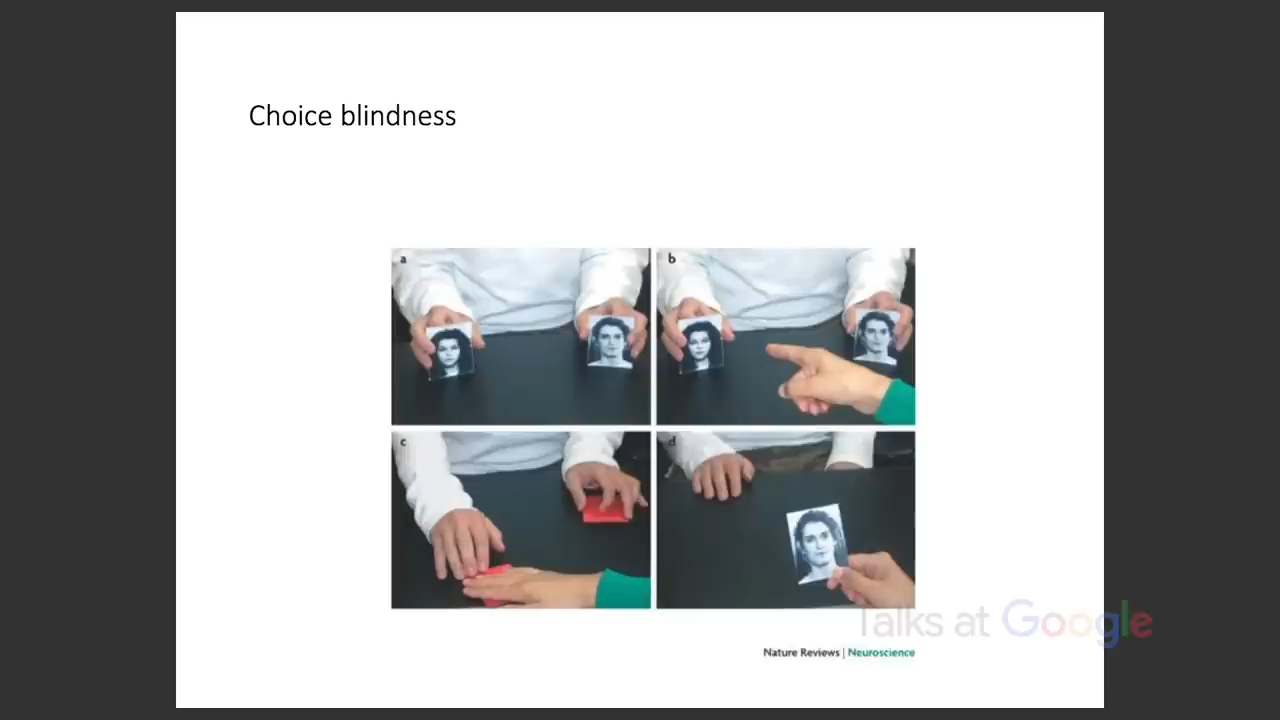 Choice blindness
a
b
c
d
Talks at Google
Nature Reviews | Neuroscience